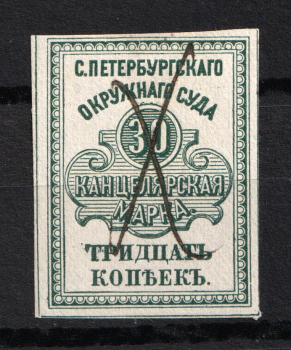 С. ПЕТЕРБУРГСКАГО
ОКРУЖНАГО СУДА
30
КАНЦЕЛЯРСКАЯ
МАРКА
ТРИДЦАТЬ
КОПѢЕКЪ.